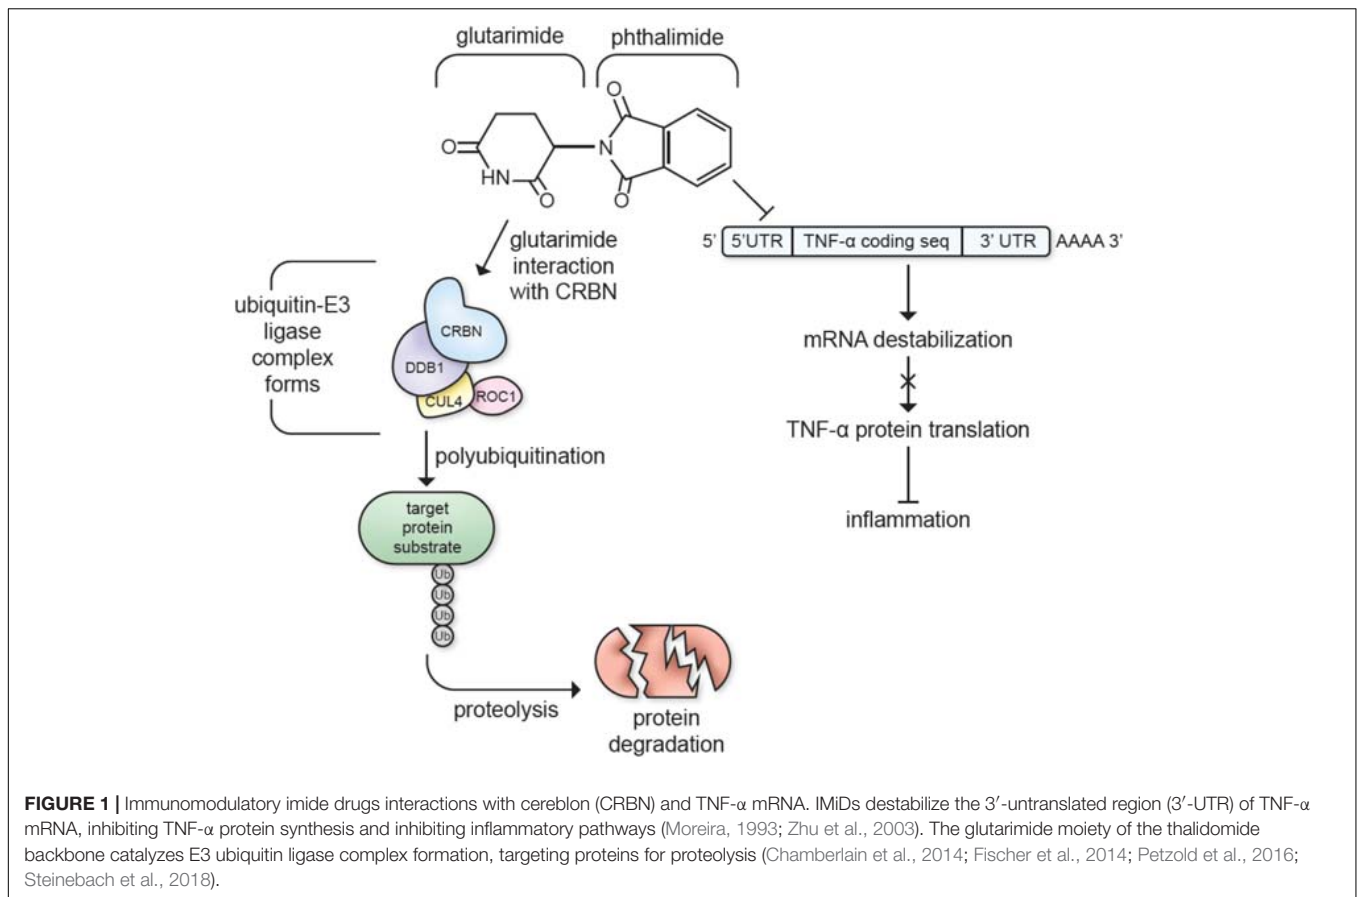 glutarimide phthalimide
O
O
N
HN
O
O
O
5' 5'UTR TNF-α coding seq 3' UTR AAAA 3'
glutarimide
interaction
with CRBN
ubiquitin-E3
ligase
complex
forms
CRBN
DDB1
CUL4
ROC1
mRNA destabilization
TNF-α protein translation
inflammation
polyubiquitination
target
protein
substrate
Ub
Ub
Ub
Ub
proteolysis
protein
degradation
FIGURE 1 | Immunomodulatory imide drugs interactions with cereblon (CRBN) and TNF-α mRNA. IMiDs destabilize the 3′-untranslated region (3′-UTR) of TNF-α
mRNA, inhibiting TNF-α protein synthesis and inhibiting inflammatory pathways (Moreira, 1993; Zhu et al., 2003). The glutarimide moiety of the thalidomide
backbone catalyzes E3 ubiquitin ligase complex formation, targeting proteins for proteolysis (Chamberlain et al., 2014; Fischer et al., 2014; Petzold et al., 2016;
Steinebach et al., 2018).